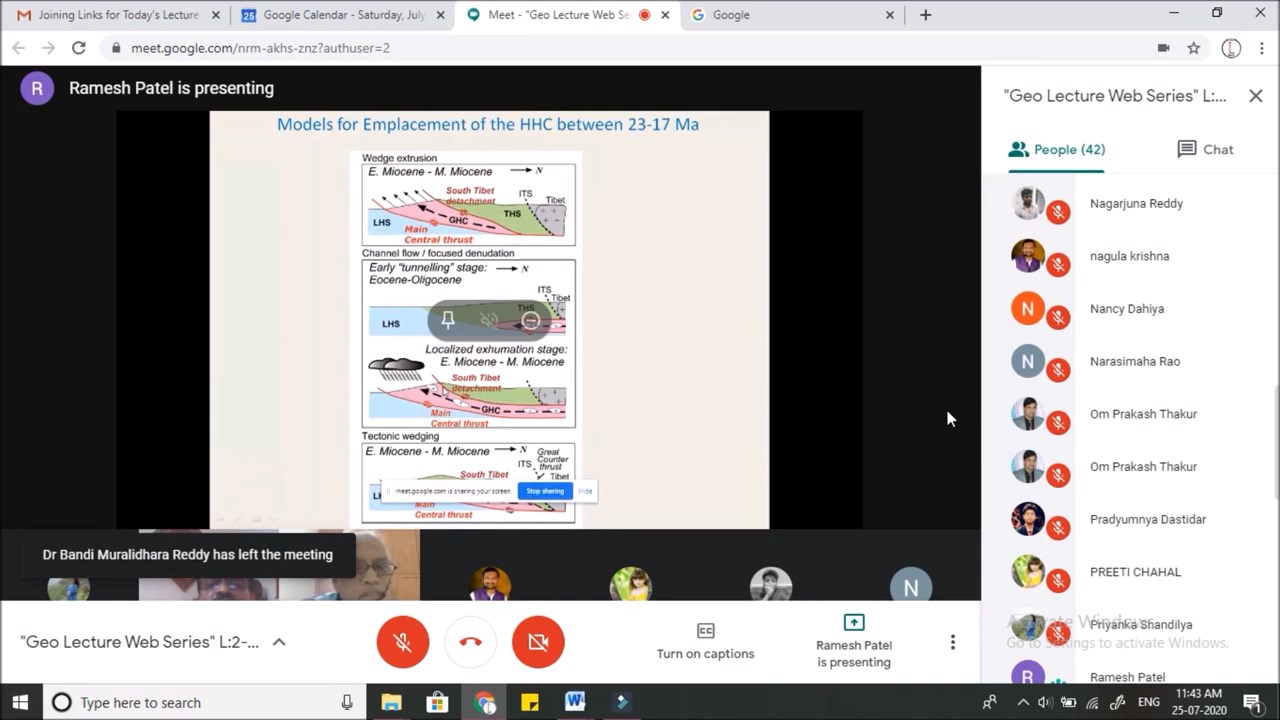 Joining Links for Today's Lecture
Google Calendar - Saturday, July
Meet - "Geo Lecture Web Se
Google
meet.google.com/nrm-akhs-znz?authuser=2
R
Ramesh Patel is presenting
Models for Emplacement of the HHC between 23-17 Ma
Wedge extrusion
E. Miocene - M. Miocene
N
South Tibet
detachment
ITS
Tibet
LHS
GHC
THS
Main
Central thrust
Channel flow / focused denudation
Early "tunnelling" stage:
Eocene-Oligocene
N
ITS
Tibet
THS
LHS
Localized exhumation stage:
E. Miocene - M. Miocene
South Tibet
detachment
GHC
Main
Central thrust
Tectonic wedging
E. Miocene - M. Miocene
N
Great
Counter
thrust
ITS
Tibet
South Tibet
meet.google.com is sharing your screen.
Stop sharing
Hide
Main
Central thrust
Dr Bandi Muralidhara Reddy has left the meeting
N
"Geo Lecture Web Series" L:2-...
Turn on captions
Ramesh Patel
is presenting
"Geo Lecture Web Series" L:...
People (42)
Chat
Nagarjuna Reddy
nagula krishna
N
Nancy Dahiya
N
Narasimaha Rao
Om Prakash Thakur
Om Prakash Thakur
Pradyumnya Dastidar
PREETI CHAHAL
Priyanka Shandilya
Activate Windows
Go to Settings to activate Windows.
R
Ramesh Patel
Type here to search
ENG
11:43 AM
25-07-2020